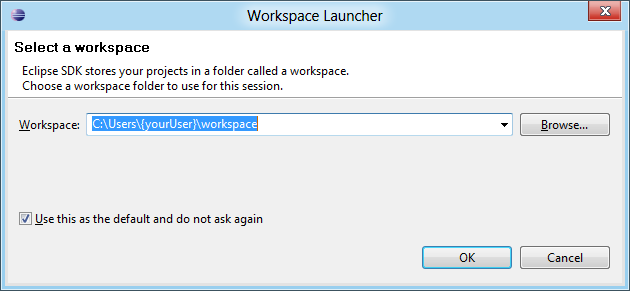 Workspace Launcher
Select a workspace
Eclipse SDK stores your projects in a folder called a workspace.
Choose a workspace folder to use for this session.
Workspace: C:\Users\{yourUser}\workspace Browse...
Use this as the default and do not ask again
OK Cancel